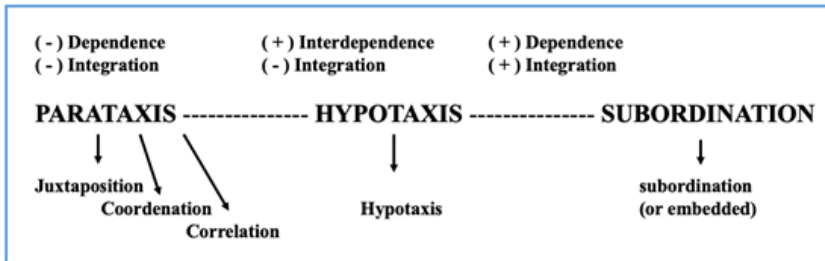 ( - ) Dependence ( + ) Interdependence ( + ) Dependence
( - ) Integration ( - ) Integration ( + ) Integration
PARATAXIS --------------- HYPOTAXIS --------------- SUBORDINATION
Juxtaposition subordination
Coordenation Hypotaxis (or embedded)
Correlation